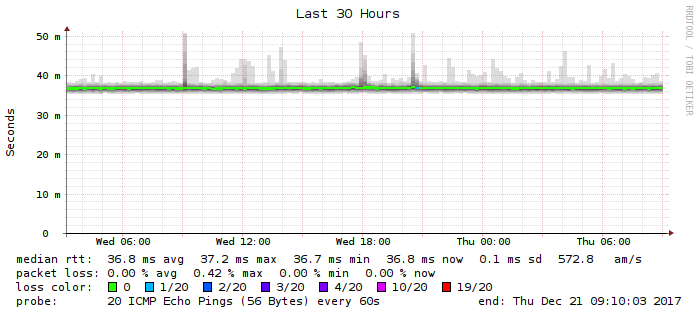 Last 30 Hours
RRDTOOL / TOBI OETIKER
Seconds
50 m
40 m
30 m
20 m
10 m
0
Wed 06:00 Wed 12:00 Wed 18:00 Thu 00:00 Thu 06:00
median rtt: 36.8 ms avg 37.2 ms max 36.7 ms min 36.8 ms now 0.1 ms sd 572.8 am/s
packet loss: 0.00 % avg 0.42 % max 0.00 % min 0.00 % now
loss color: 0 1/20 2/20 3/20 4/20 10/20 19/20
probe: 20 ICMP Echo Pings (56 Bytes) every 60s end: Thu Dec 21 09:10:03 2017